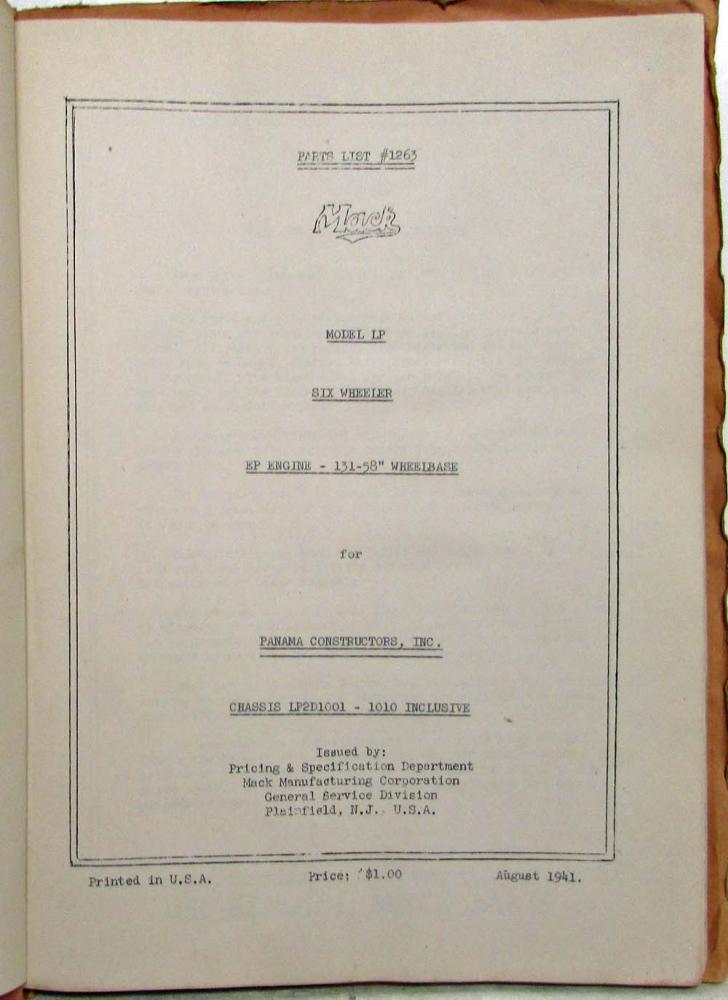 PARTS LIST #1263
Mack
MODEL LP
SIX WHEELER
EP ENGINE - 131-58" WHEELBASE
for
PANAMA CONSTRUCTORS, INC.
CHASSIS LP2D1001 - 1010 INCLUSIVE
Issued by:
Pricing & Specification Department
Mack Manufacturing Corporation
General Service Division
Plainfield, N.J., U.S.A.
Printed in U.S.A.
Price: $1.00
August 1941.